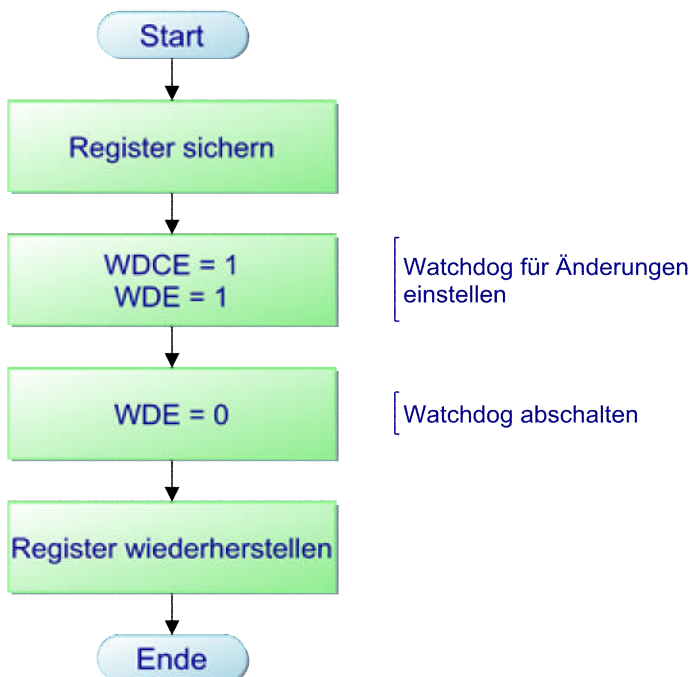 Start
Register sichern
WDCE = 1
WDE = 1
Watchdog für Änderungen
einstellen
WDE = 0
Watchdog abschalten
Register wiederherstellen
Ende